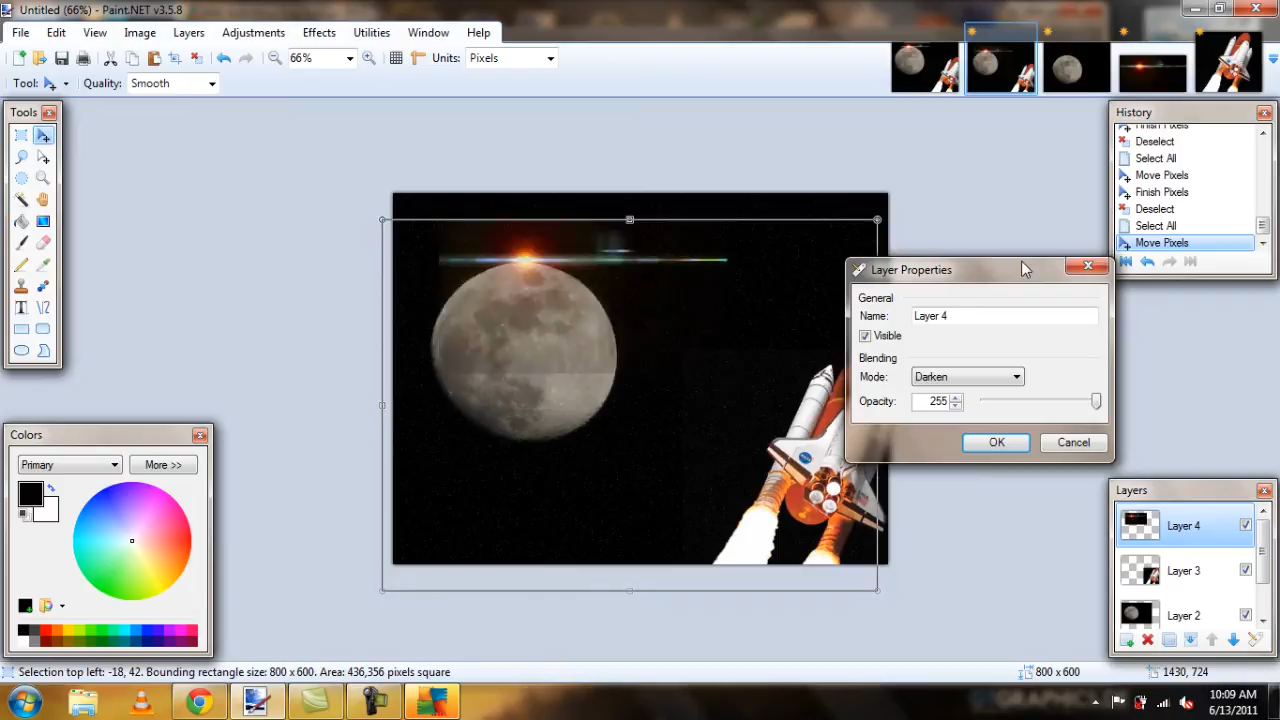 Untitled (66%) - Paint.NET v3.5.8
File Edit View Image Layers Adjustments Effects Utilities Window Help
66% Units: Pixels
Tool: Quality: Smooth
Tools
History
Finish Pixels
Deselect
Select All
Move Pixels
Finish Pixels
Deselect
Select All
Move Pixels
Layer Properties
General
Name: Layer 4
Visible
Blending
Mode: Darken
Opacity: 255
OK Cancel
Colors
Primary More >>
Layers
Layer 4
Layer 3
Layer 2
Selection top left: -18, 42. Bounding rectangle size: 800 x 600. Area: 436,356 pixels square
800 x 600
1430, 724
10:09 AM
6/13/2011